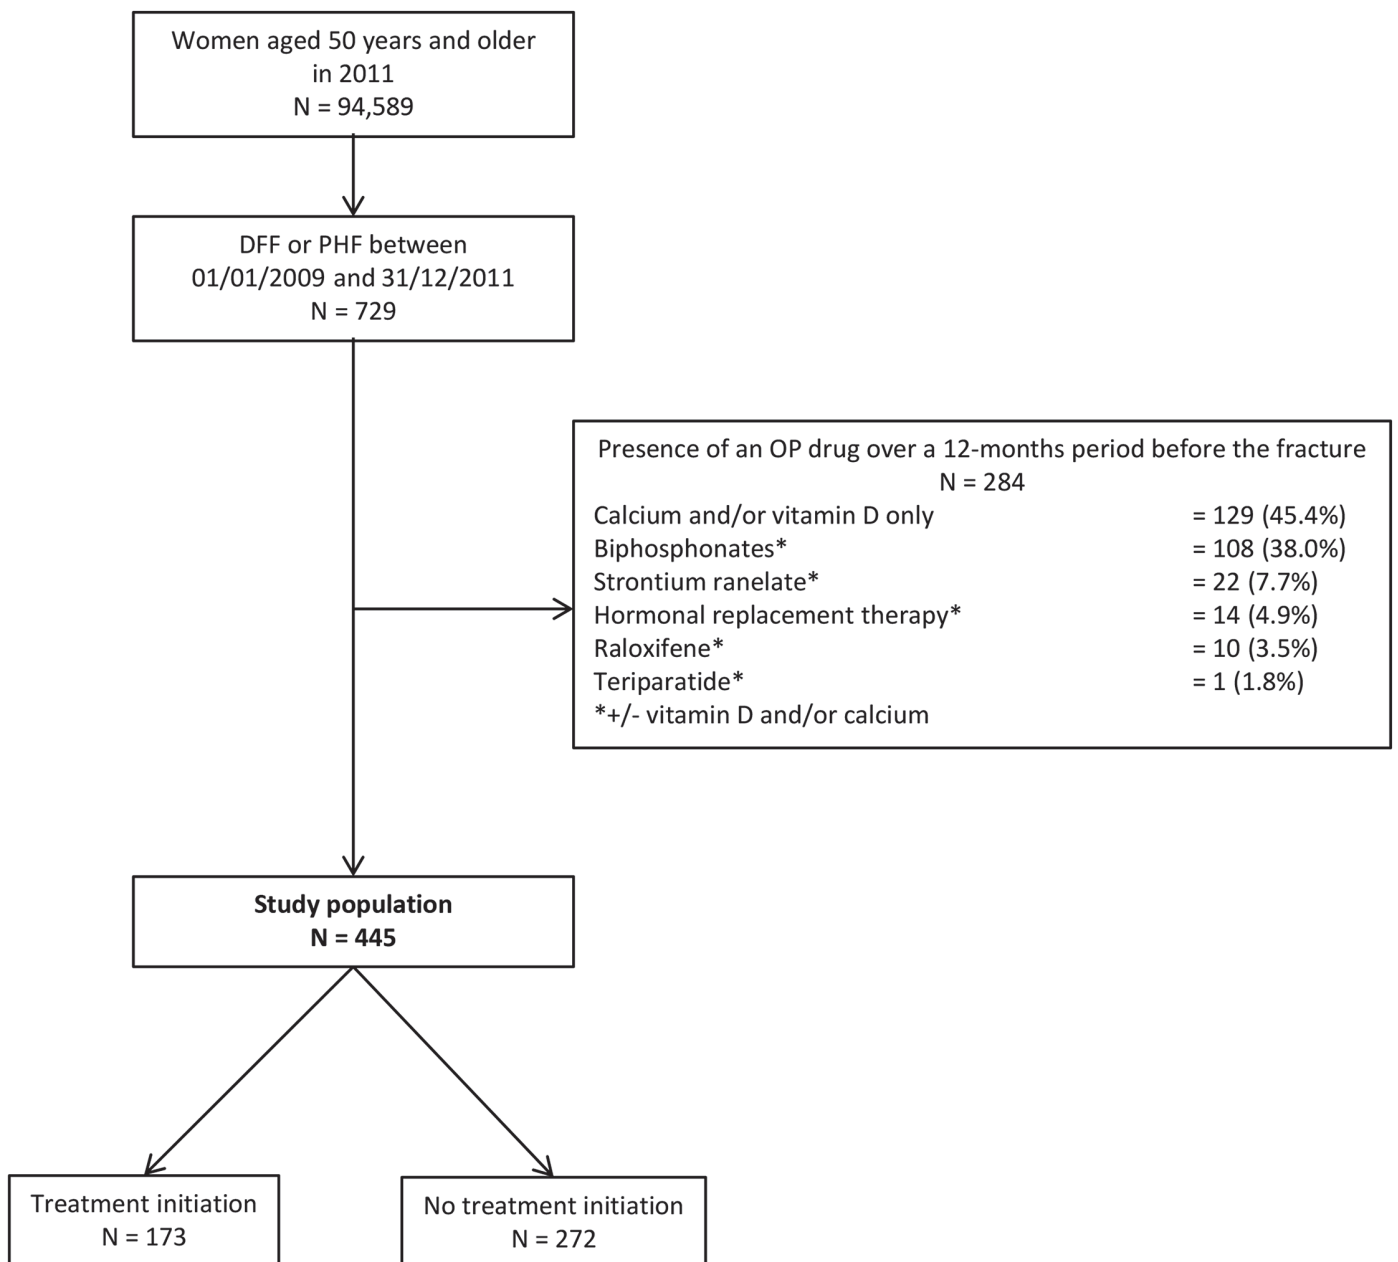 Women aged 50 years and older
in 2011
N = 94,589
DFF or PHF between
01/01/2009 and 31/12/2011
N = 729
Presence of an OP drug over a 12-months period before the fracture
N = 284
Calcium and/or vitamin D only = 129 (45.4%)
Biphosphonates* = 108 (38.0%)
Strontium ranelate* = 22 (7.7%)
Hormonal replacement therapy* = 14 (4.9%)
Raloxifene* = 10 (3.5%)
Teriparatide* = 1 (1.8%)
*+/- vitamin D and/or calcium
Study population
N = 445
Treatment initiation
N = 173
No treatment initiation
N = 272